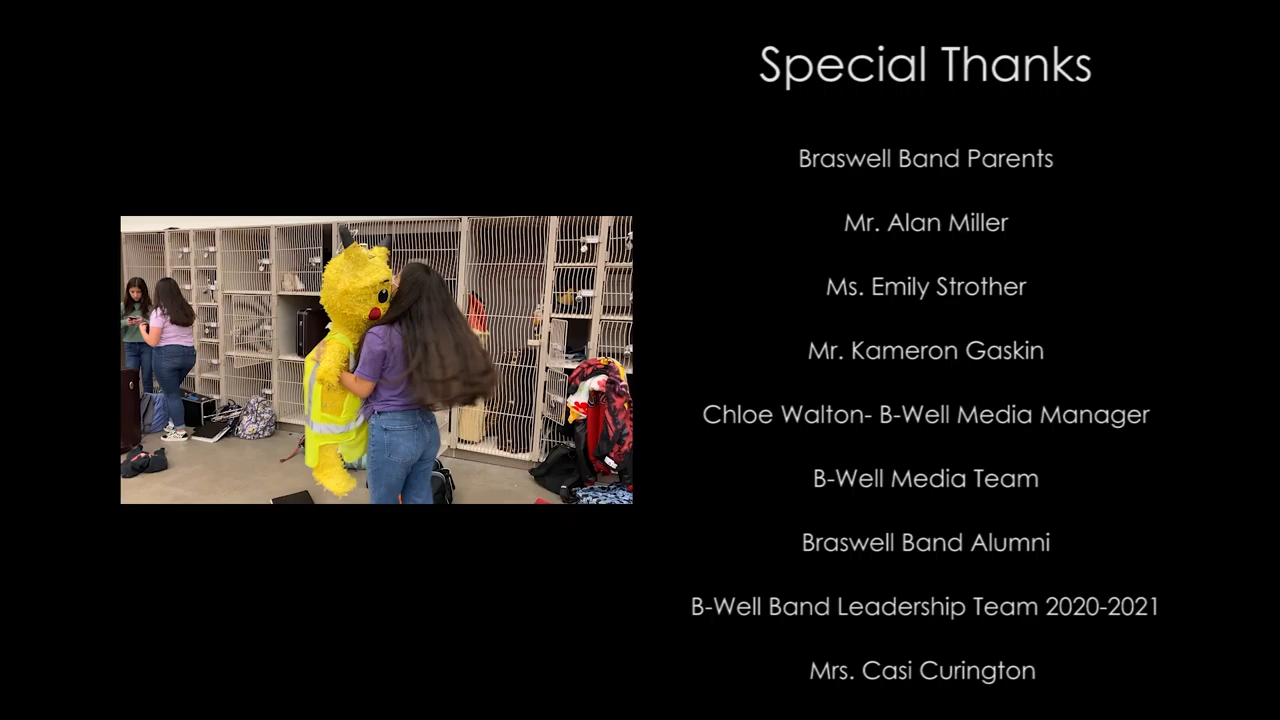 Special Thanks
Braswell Band Parents
Mr. Alan Miller
Ms. Emily Strother
Mr. Kameron Gaskin
Chloe Walton- B-Well Media Manager
B-Well Media Team
Braswell Band Alumni
B-Well Band Leadership Team 2020-2021
Mrs. Casi Curington